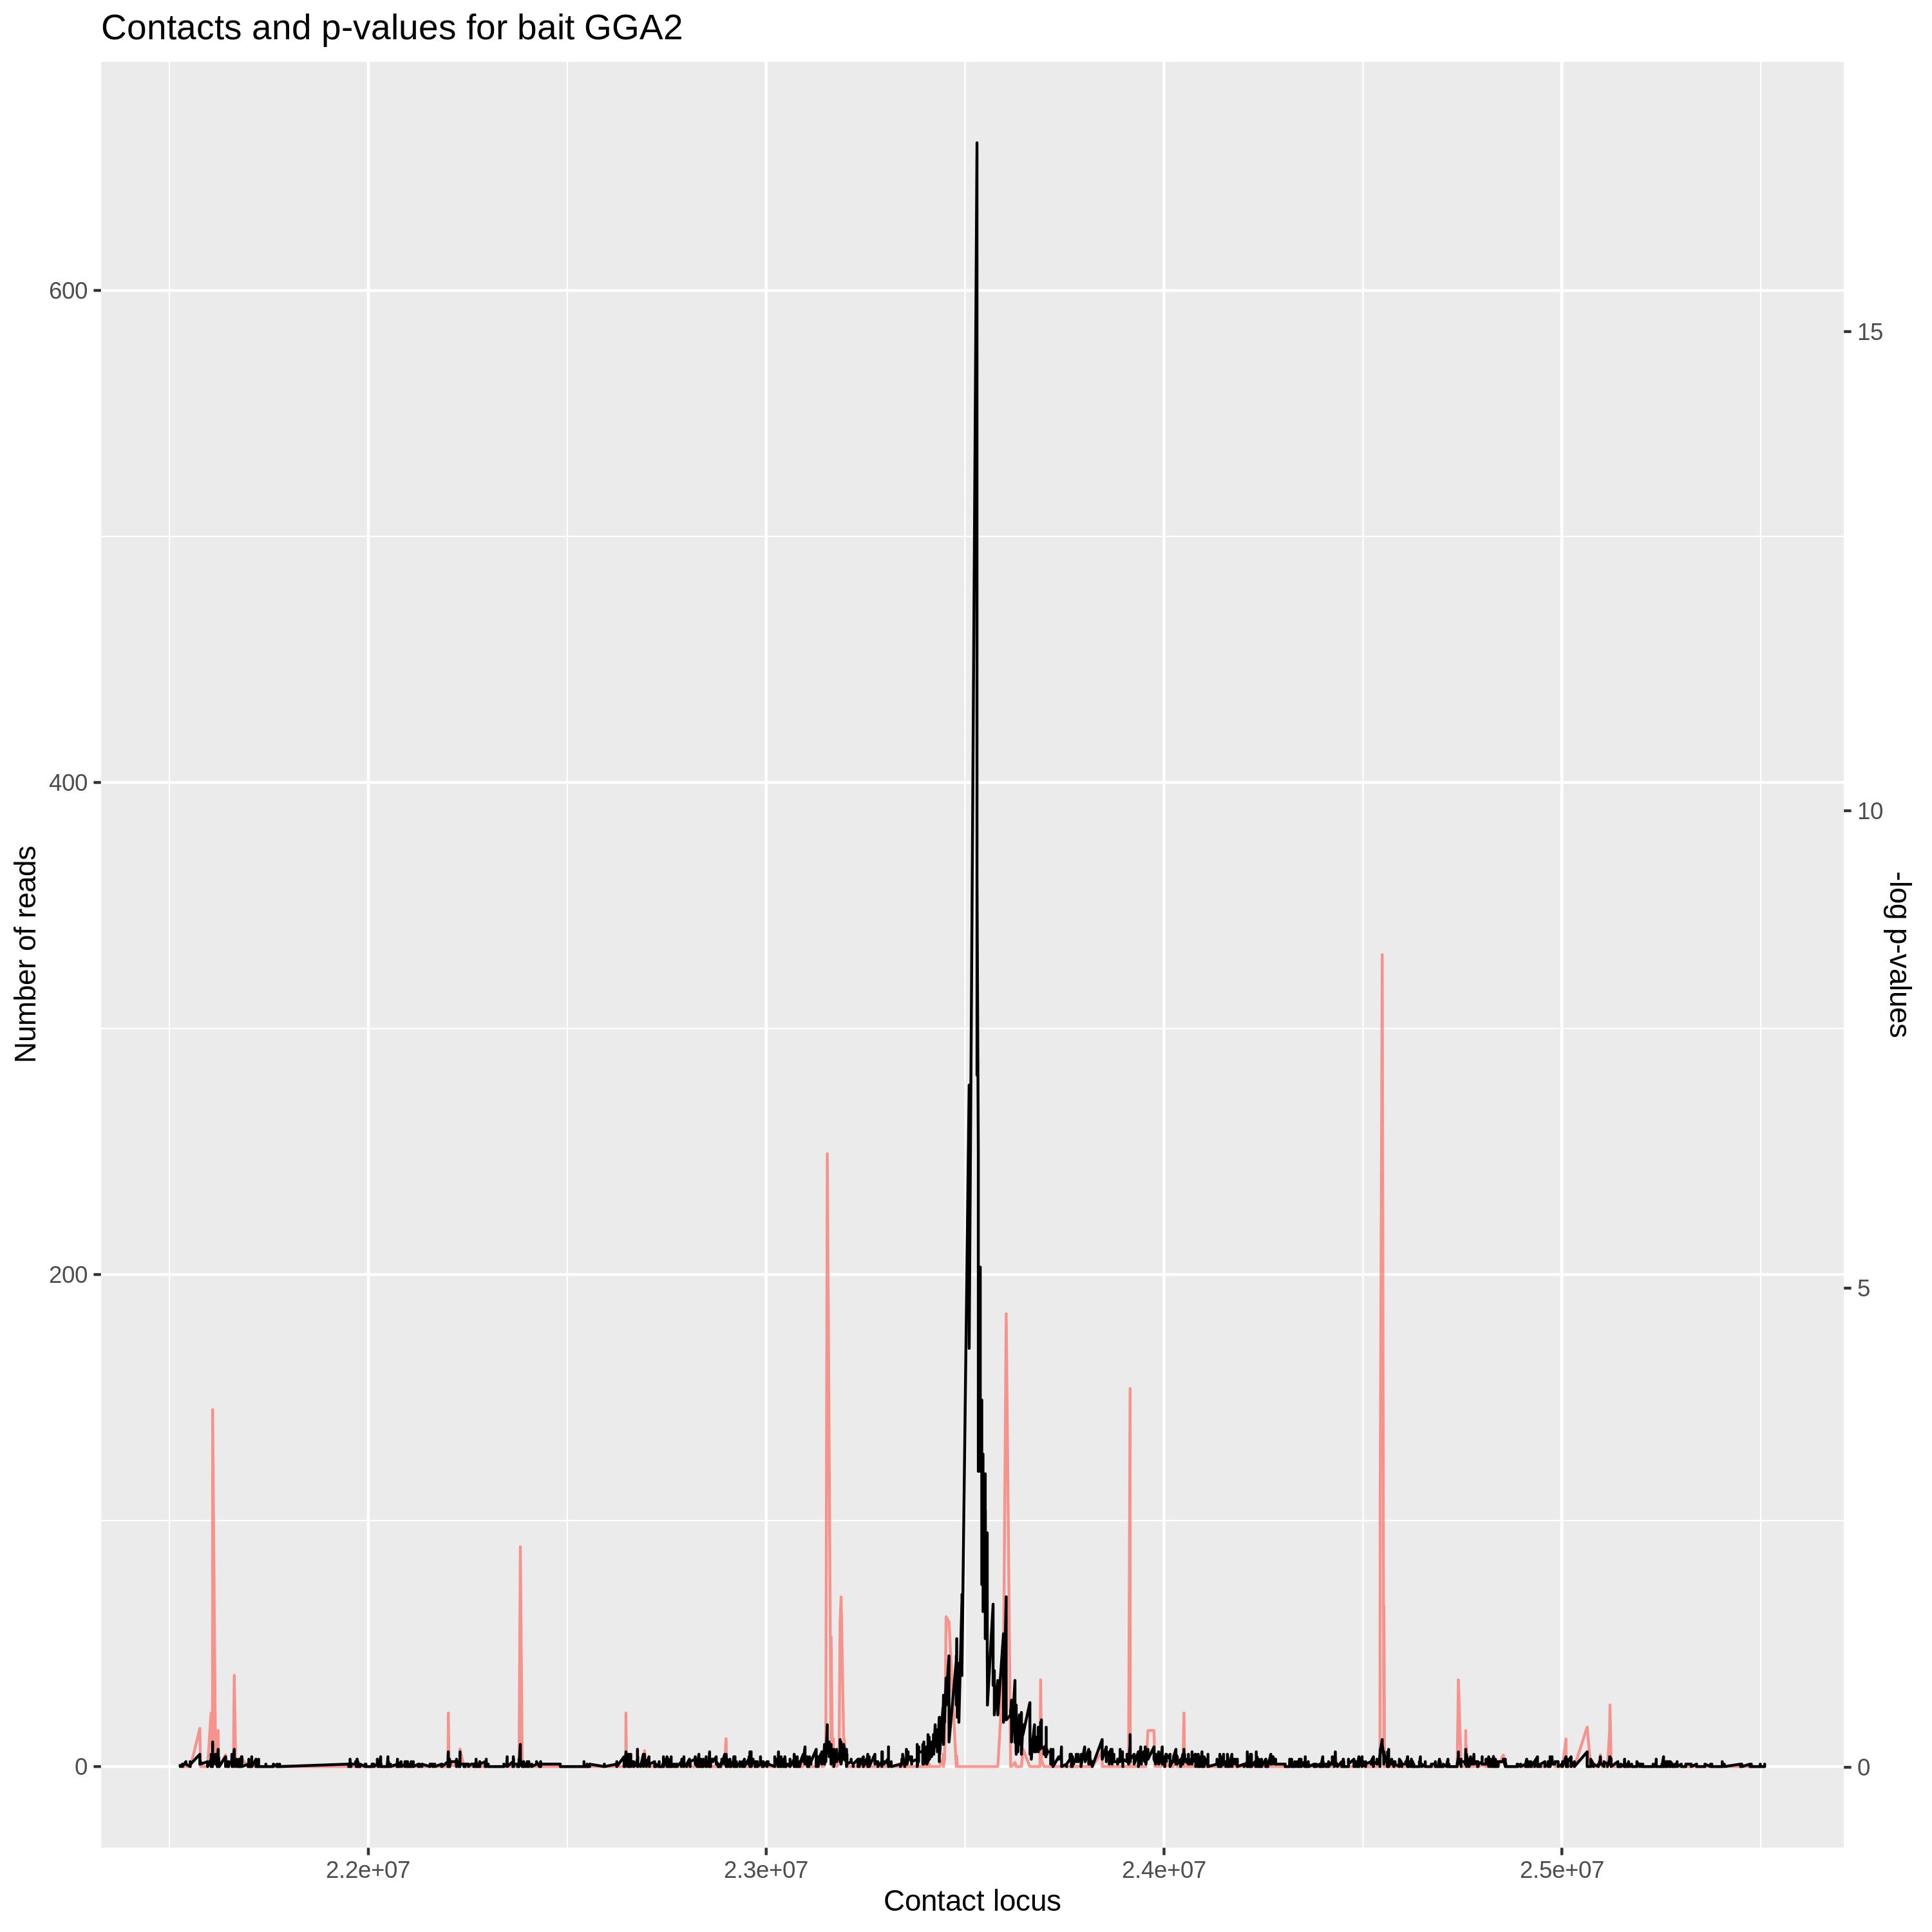 Contacts and p-values for bait GGA2
600
400
200
0
Number of reads
15
10
5
0
-log p-values
2.2e+07
2.3e+07
2.4e+07
2.5e+07
Contact locus